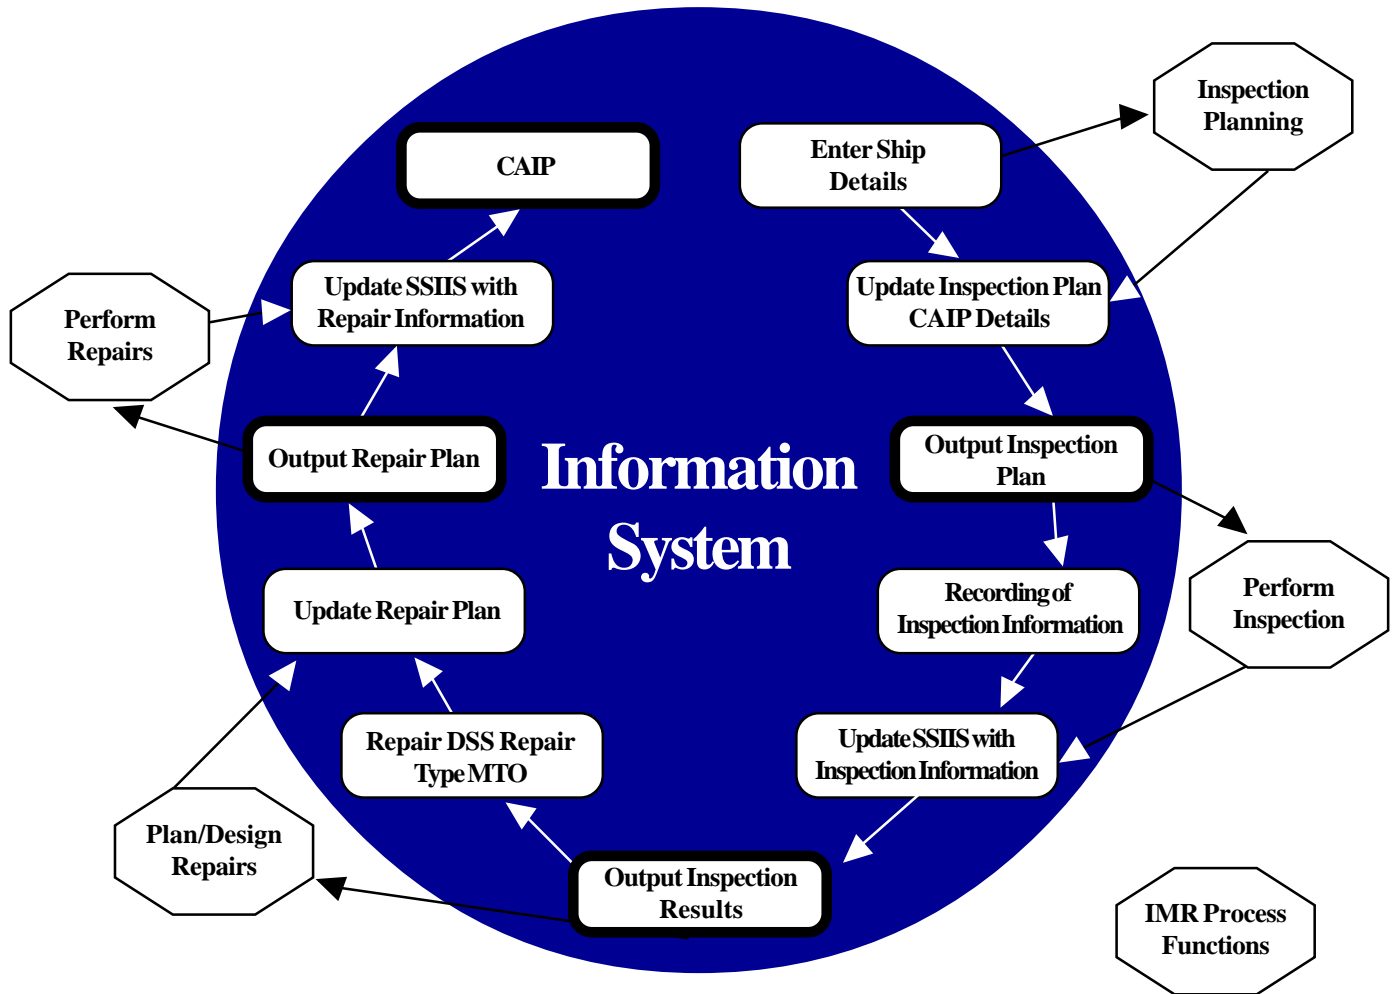 Inspection
Planning
Enter Ship
Details
CAIP
Update SSIIS with
Repair Information
Update Inspection Plan
CAIP Details
Perform
Repairs
Output Repair Plan
Information
System
Output Inspection
Plan
Update Repair Plan
Recording of
Inspection Information
Perform
Inspection
Repair DSS Repair
Type MTO
Update SSIIS with
Inspection Information
Plan/Design
Repairs
Output Inspection
Results
IMR Process
Functions